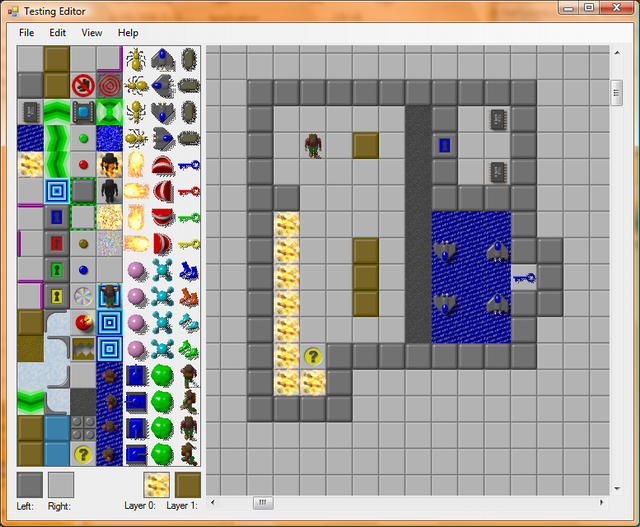 Testing Editor
File Edit View Help
?
?
Left: Right: Layer 0: Layer 1: